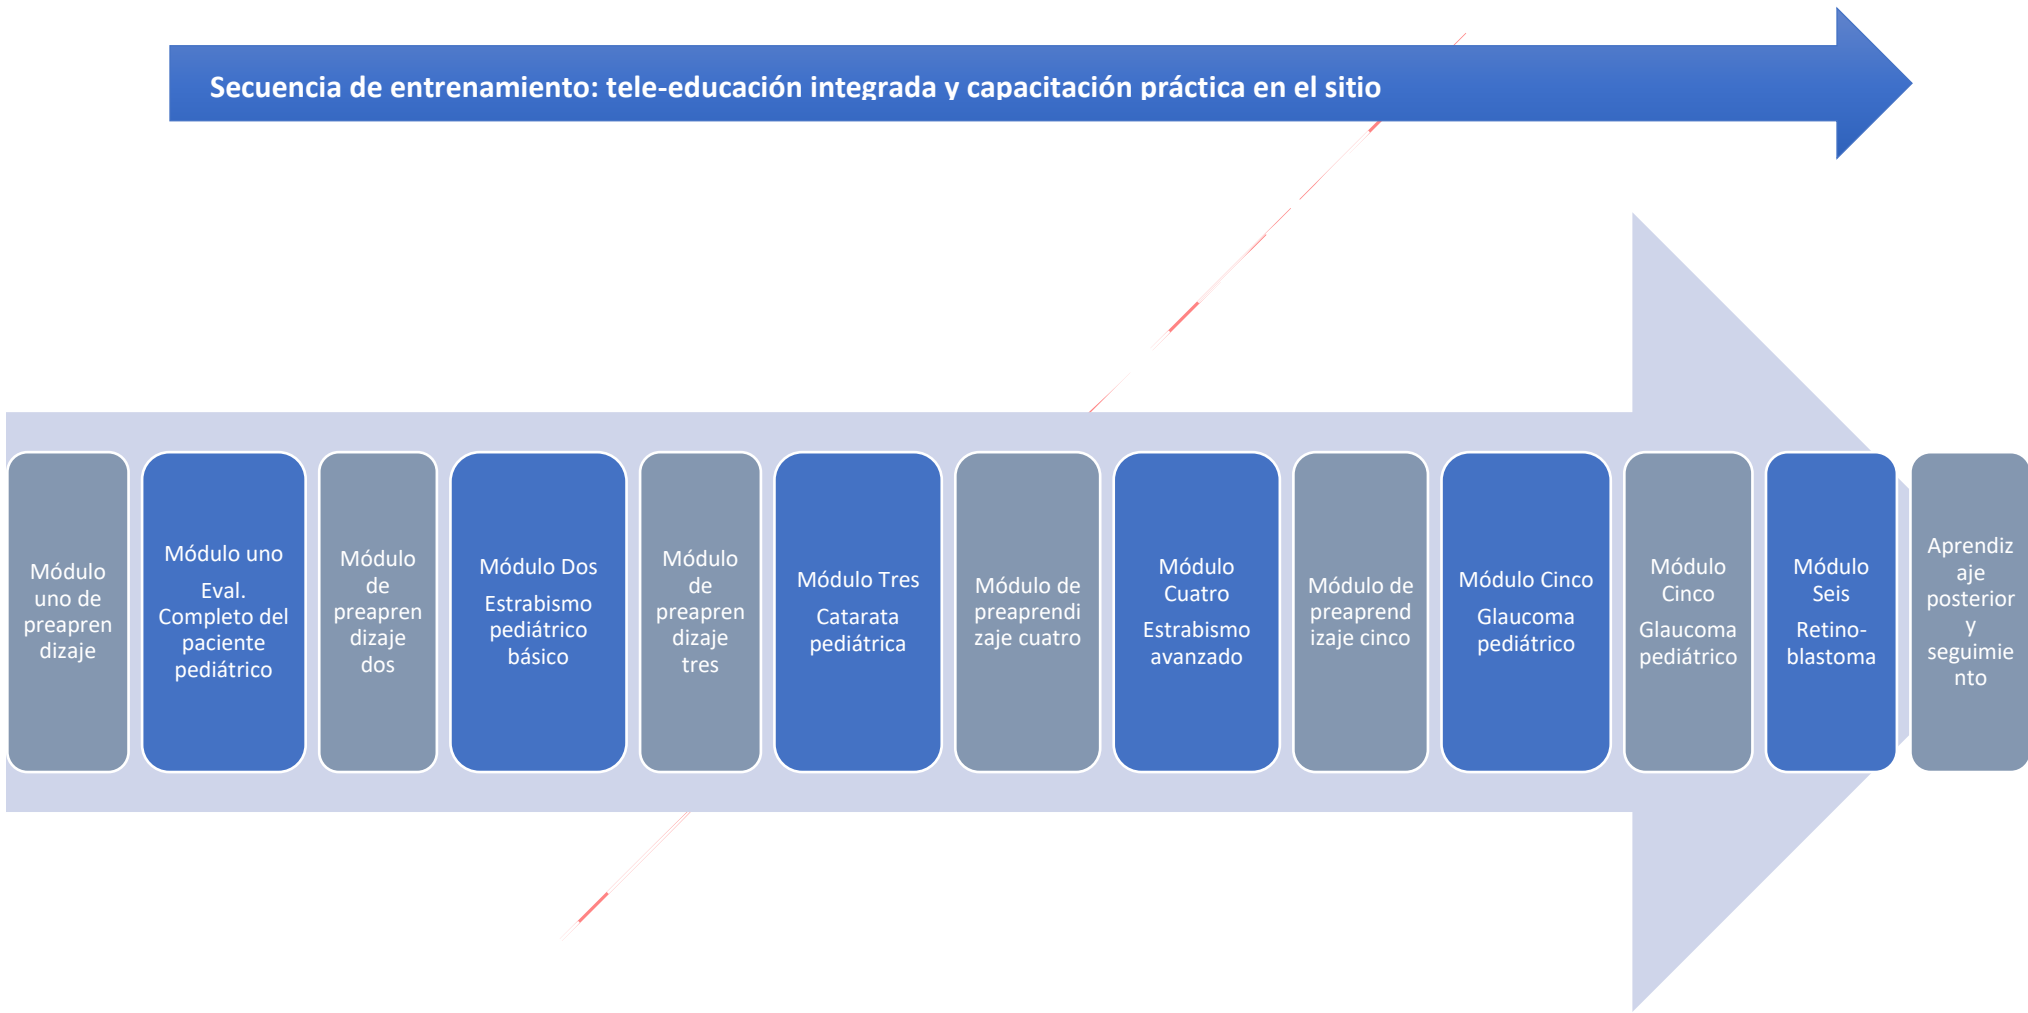 Secuencia de entrenamiento: tele-educación integrada y capacitación práctica en el sitio
Módulo
uno de
preapren
dizaje
Módulo uno
Eval.
Completo del
paciente
pediátrico
Módulo
de
preapren
dizaje
dos
Módulo Dos
Estrabismo
pediátrico
básico
Módulo
de
preapren
dizaje
tres
Módulo Tres
Catarata
pediátrica
Módulo de
preaprendi
zaje cuatro
Módulo
Cuatro
Estrabismo
avanzado
Módulo de
preaprend
izaje cinco
Módulo Cinco
Glaucoma
pediátrico
Módulo
Cinco
Glaucoma
pediátrico
Módulo
Seis
Retino-
blastoma
Aprendiz
aje
posterior
y
seguimie
nto